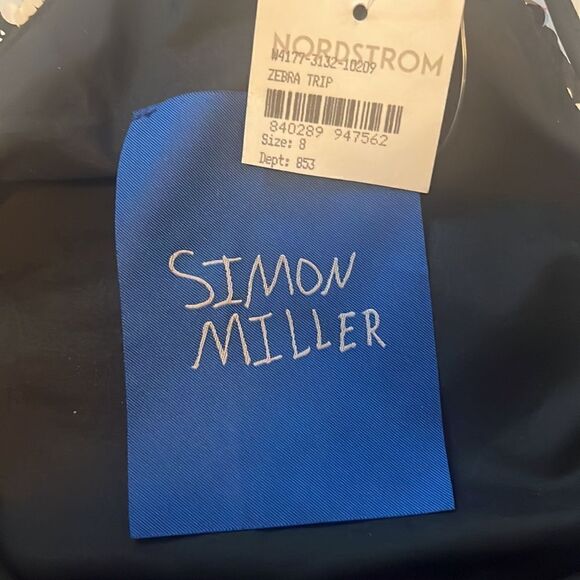 NORDSTROM
W4177-3132-10209
ZEBRA TRIP
840289 947562
Size: 8
Dept: 853
SIMON
MILLER